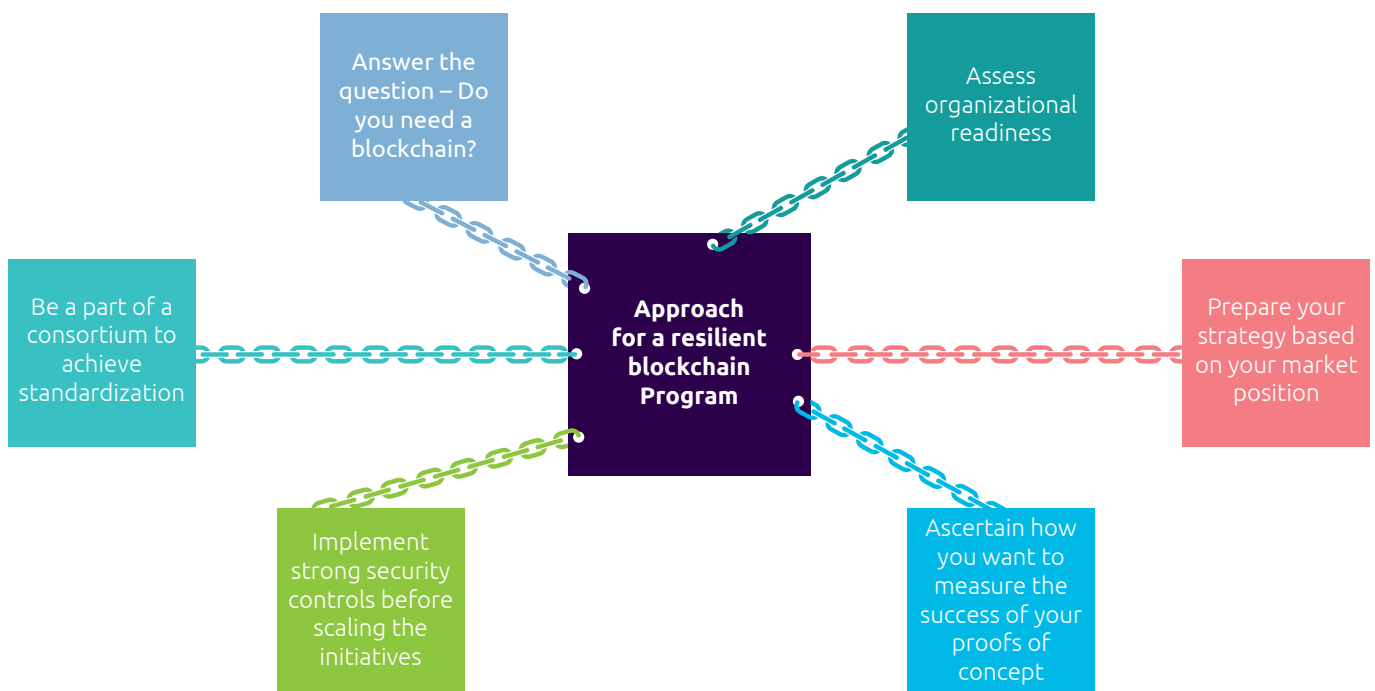 Answer the
question – Do
you need a
blockchain?
Assess
organizational
readiness
Be a part of a
consortium to
achieve
standardization
Approach
for a resilient
blockchain
Program
Prepare your
strategy based
on your market
position
Implement
strong security
controls before
scaling the
initiatives
Ascertain how
you want to
measure the
success of your
proofs of
concept